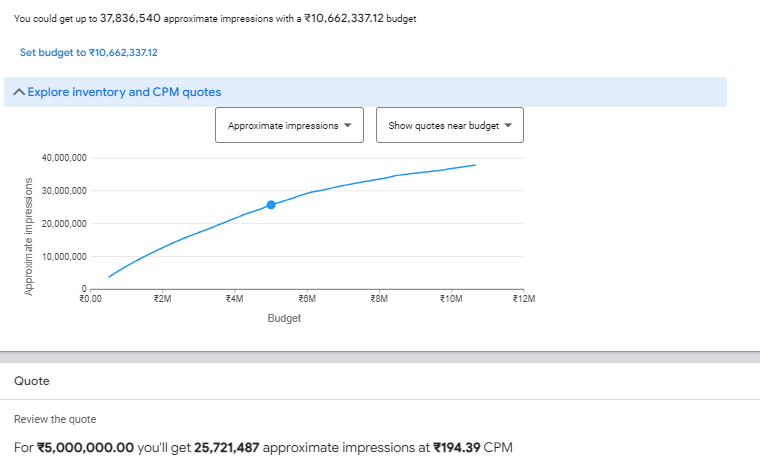 You could get up to 37,836,540 approximate impressions with a ₹10,662,337.12 budget
Set budget to ₹10,662,337.12
Explore inventory and CPM quotes
Approximate impressions
Show quotes near budget
40,000,000
30,000,000
20,000,000
10,000,000
0
Approximate impressions
₹0.00 ₹2M ₹4M ₹6M ₹8M ₹10M ₹12M
Budget
Quote
Review the quote
For ₹5,000,000.00 you'll get 25,721,487 approximate impressions at ₹194.39 CPM